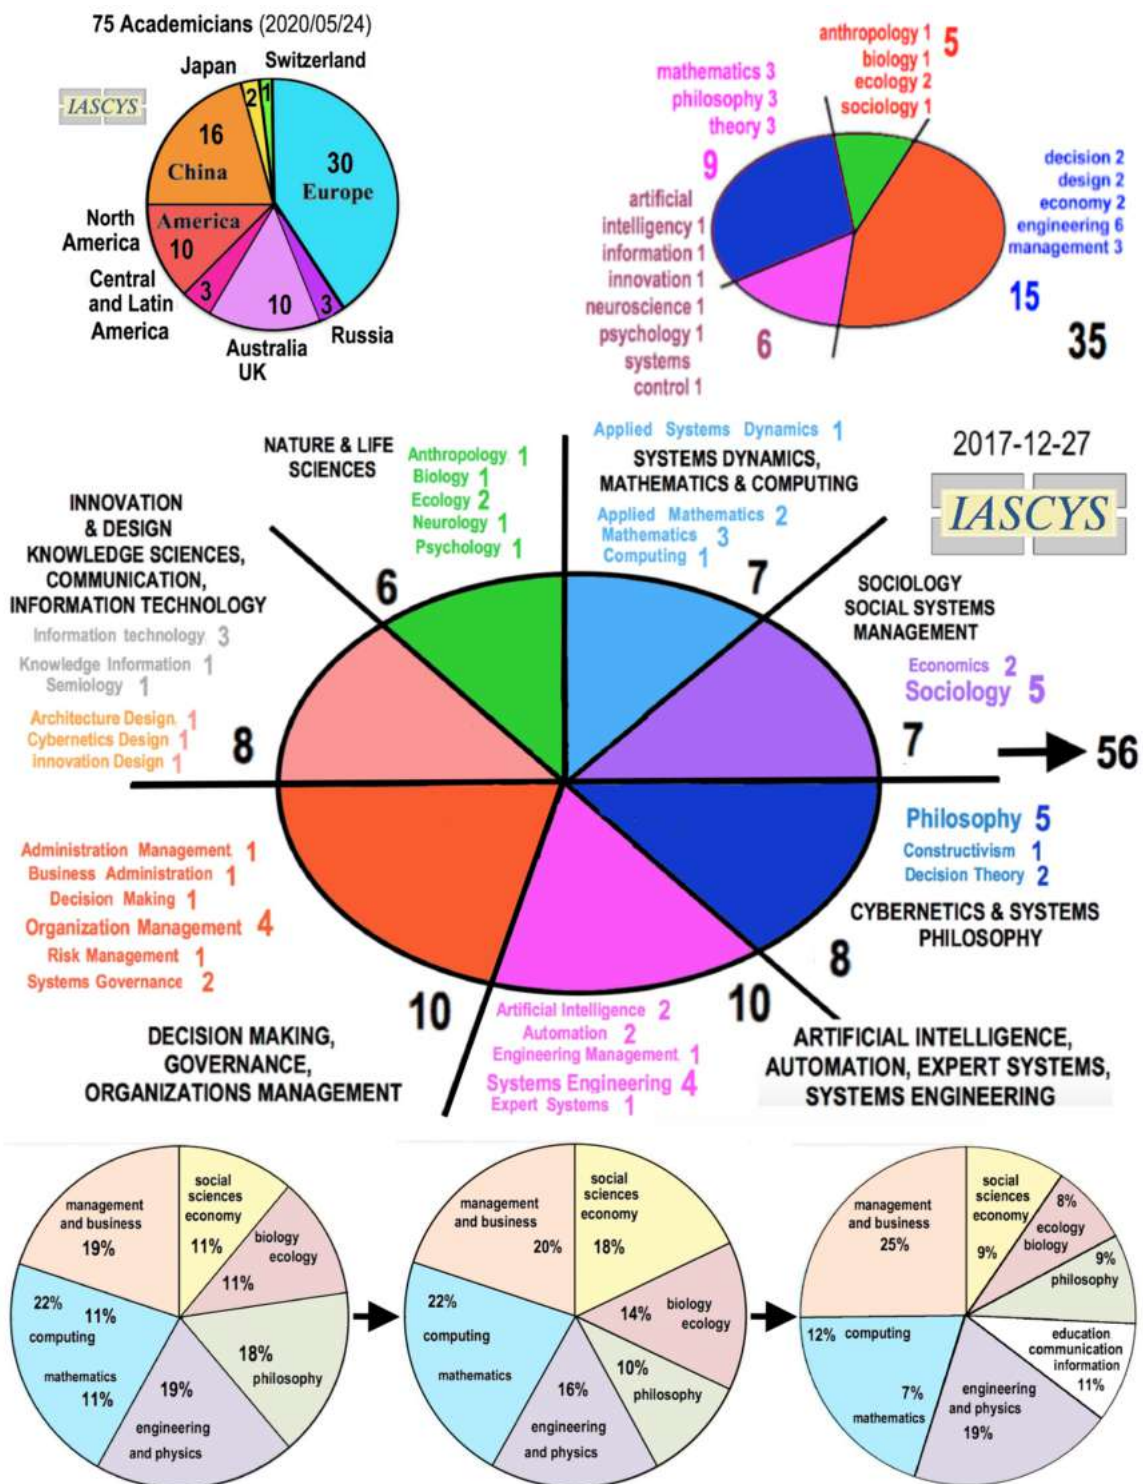 75 Academicians (2020/05/24)
Japan
Switzerland
IASCYS
2
1
16
China
30
Europe
North
America
America
10
Central
and Latin
America
3
10
3
Australia
UK
Russia
anthropology 1
biology 1
ecology 2
sociology 1
5
mathematics 3
philosophy 3
theory 3
9
artificial
intelligency 1
information 1
innovation 1
neuroscience 1
psychology 1
systems
control 1
6
decision 2
design 2
economy 2
engineering 6
management 3
15
35
2017-12-27
IASCYS
NATURE & LIFE
SCIENCES
Anthropology 1
Biology 1
Ecology 2
Neurology 1
Psychology 1
6
Applied Systems Dynamics 1
SYSTEMS DYNAMICS,
MATHEMATICS & COMPUTING
Applied Mathematics 2
Mathematics 3
Computing 1
7
INNOVATION
& DESIGN
KNOWLEDGE SCIENCES,
COMMUNICATION,
INFORMATION TECHNOLOGY
Information technology 3
Knowledge Information 1
Semiology 1
Architecture Design 1
Cybernetics Design 1
innovation Design 1
8
SOCIOLOGY
SOCIAL SYSTEMS
MANAGEMENT
Economics 2
Sociology 5
7
56
Administration Management 1
Business Administration 1
Decision Making 1
Organization Management 4
Risk Management 1
Systems Governance 2
10
DECISION MAKING,
GOVERNANCE,
ORGANIZATIONS MANAGEMENT
Philosophy 5
Constructivism 1
Decision Theory 2
CYBERNETICS & SYSTEMS
PHILOSOPHY
8
Artificial Intelligence 2
Automation 2
Engineering Management 1
Systems Engineering 4
Expert Systems 1
10
ARTIFICIAL INTELLIGENCE,
AUTOMATION, EXPERT SYSTEMS,
SYSTEMS ENGINEERING
management
and business
19%
social
sciences
economy
11%
biology
ecology
11%
22%
11%
computing
mathematics
11%
18%
philosophy
19%
engineering
and physics
management
and business
20%
social
sciences
economy
18%
22%
computing
mathematics
14%
biology
ecology
10%
philosophy
16%
engineering
and physics
management
and business
25%
social
sciences
economy
9%
8%
ecology
biology
9%
philosophy
12% computing
7%
mathematics
education
communication
information
11%
engineering
and physics
19%